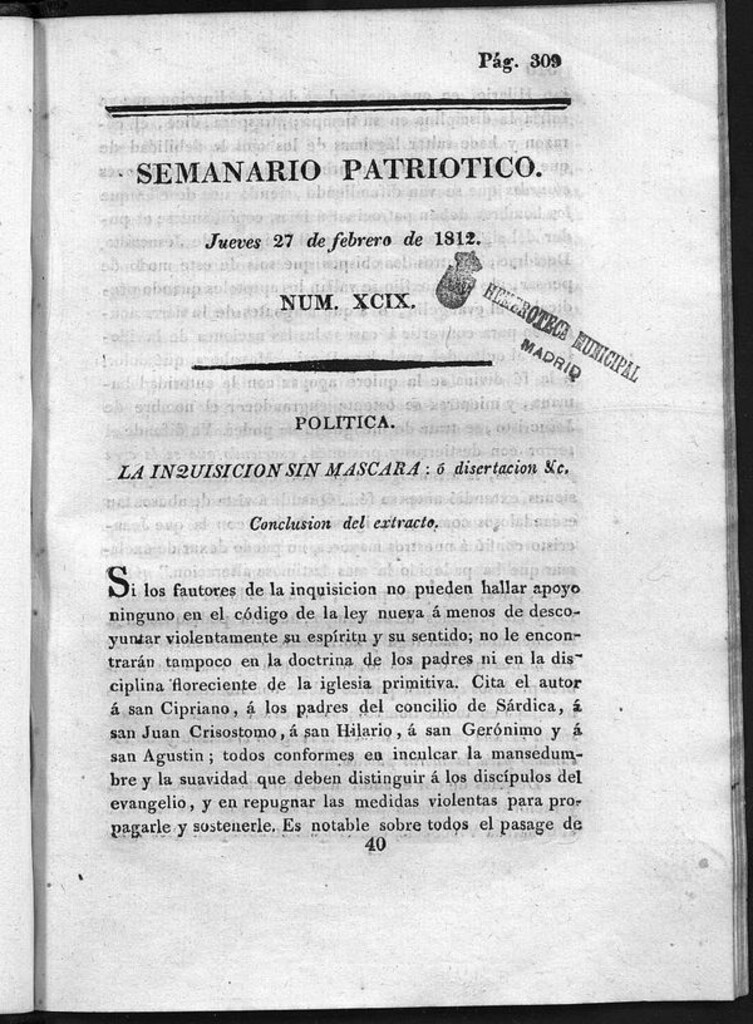 Pág. 309
SEMANARIO PATRIOTICO.
Jueves 27 de febrero de 1812.
NUM. XCIX.
HEMEROTECA MUNICIPAL
MADRID
POLITICA.
LA INQUISICION SIN MASCARA: ó disertacion &c.
Conclusion del extracto.
Si los fautores de la inquisicion no pueden hallar apoyo
ninguno en el código de la ley nueva á menos de desco-
yuntar violentamente su espíritu y su sentido; no le encon-
trarán tampoco en la doctrina de los padres ni en la dis-
ciplina floreciente de la iglesia primitiva. Cita el autor
á san Cipriano, á los padres del concilio de Sárdica, á
san Juan Crisostomo, á san Hilario, á san Gerónimo y á
san Agustin; todos conformes en inculcar la mansedum-
bre y la suavidad que deben distinguir á los discípulos del
evangelio, y en repugnar las medidas violentas para pro-
pagarle y sostenerle. Es notable sobre todos el pasage de
40